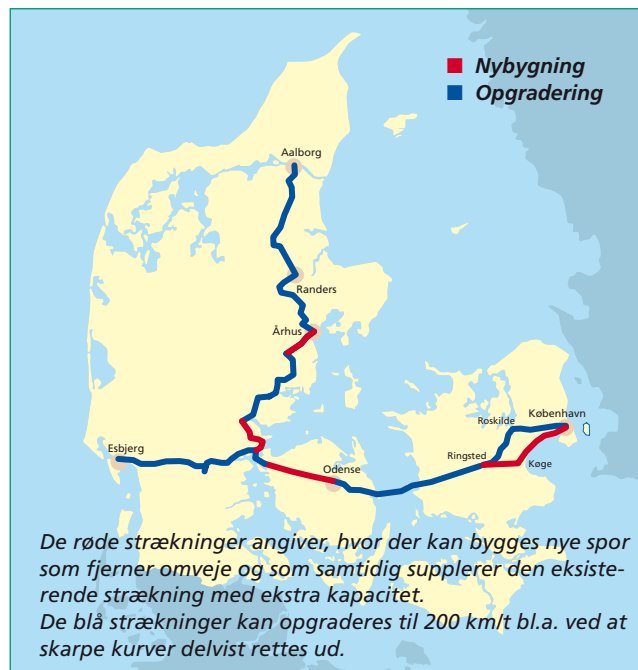 Nybygning
Opgradering
Aalborg
Randers
Århus
København
Roskilde
Esbjerg
Odense
Ringsted
Køge
De røde strækninger angiver, hvor der kan bygges nye spor
som fjerner omveje og som samtidig supplerer den eksiste-
rende strækning med ekstra kapacitet.
De blå strækninger kan opgraderes til 200 km/t bl.a. ved at
skarpe kurver delvist rettes ud.